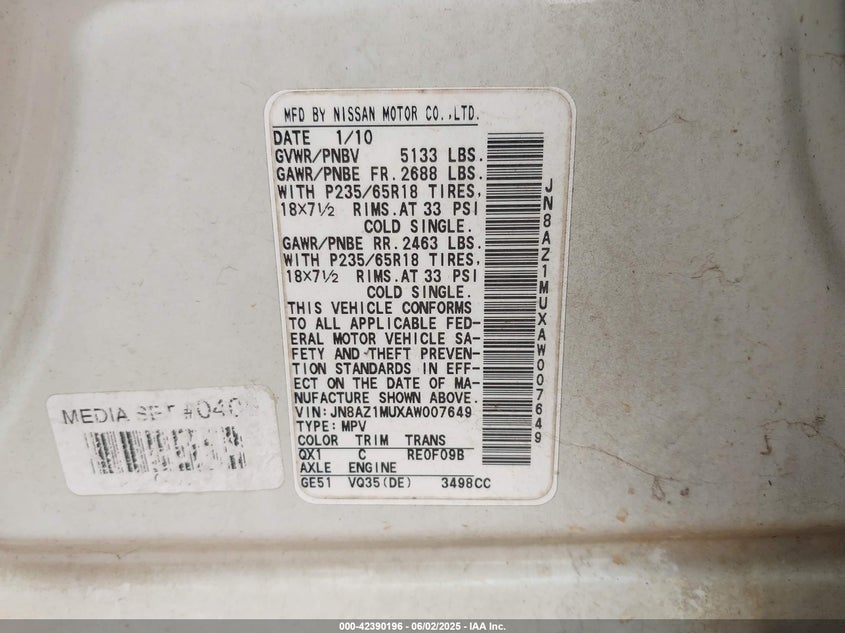 MFD BY NISSAN MOTOR CO.,LTD.
DATE 1/10
GVWR/PNBV 5133 LBS.
GAWR/PNBE FR. 2688 LBS.
WITH P235/65R18 TIRES,
18×7½ RIMS. AT 33 PSI
COLD SINGLE.
GAWR/PNBE RR. 2463 LBS.
WITH P235/65R18 TIRES,
18×7½ RIMS. AT 33 PSI
COLD SINGLE.
THIS VEHICLE CONFORMS
TO ALL APPLICABLE FED-
ERAL MOTOR VEHICLE SA-
FETY AND THEFT PREVEN-
TION STANDARDS IN EFF-
ECT ON THE DATE OF MA-
NUFACTURE SHOWN ABOVE.
VIN: JN8AZ1MUXAW007649
TYPE: MPV
COLOR TRIM TRANS
QX1 C RE0F09B
AXLE ENGINE
GE51 VQ35(DE) 3498CC
JN8AZ1MUXAW007649
MEDIA SET #040
000-42390196 - 06/02/2025 - IAA Inc.